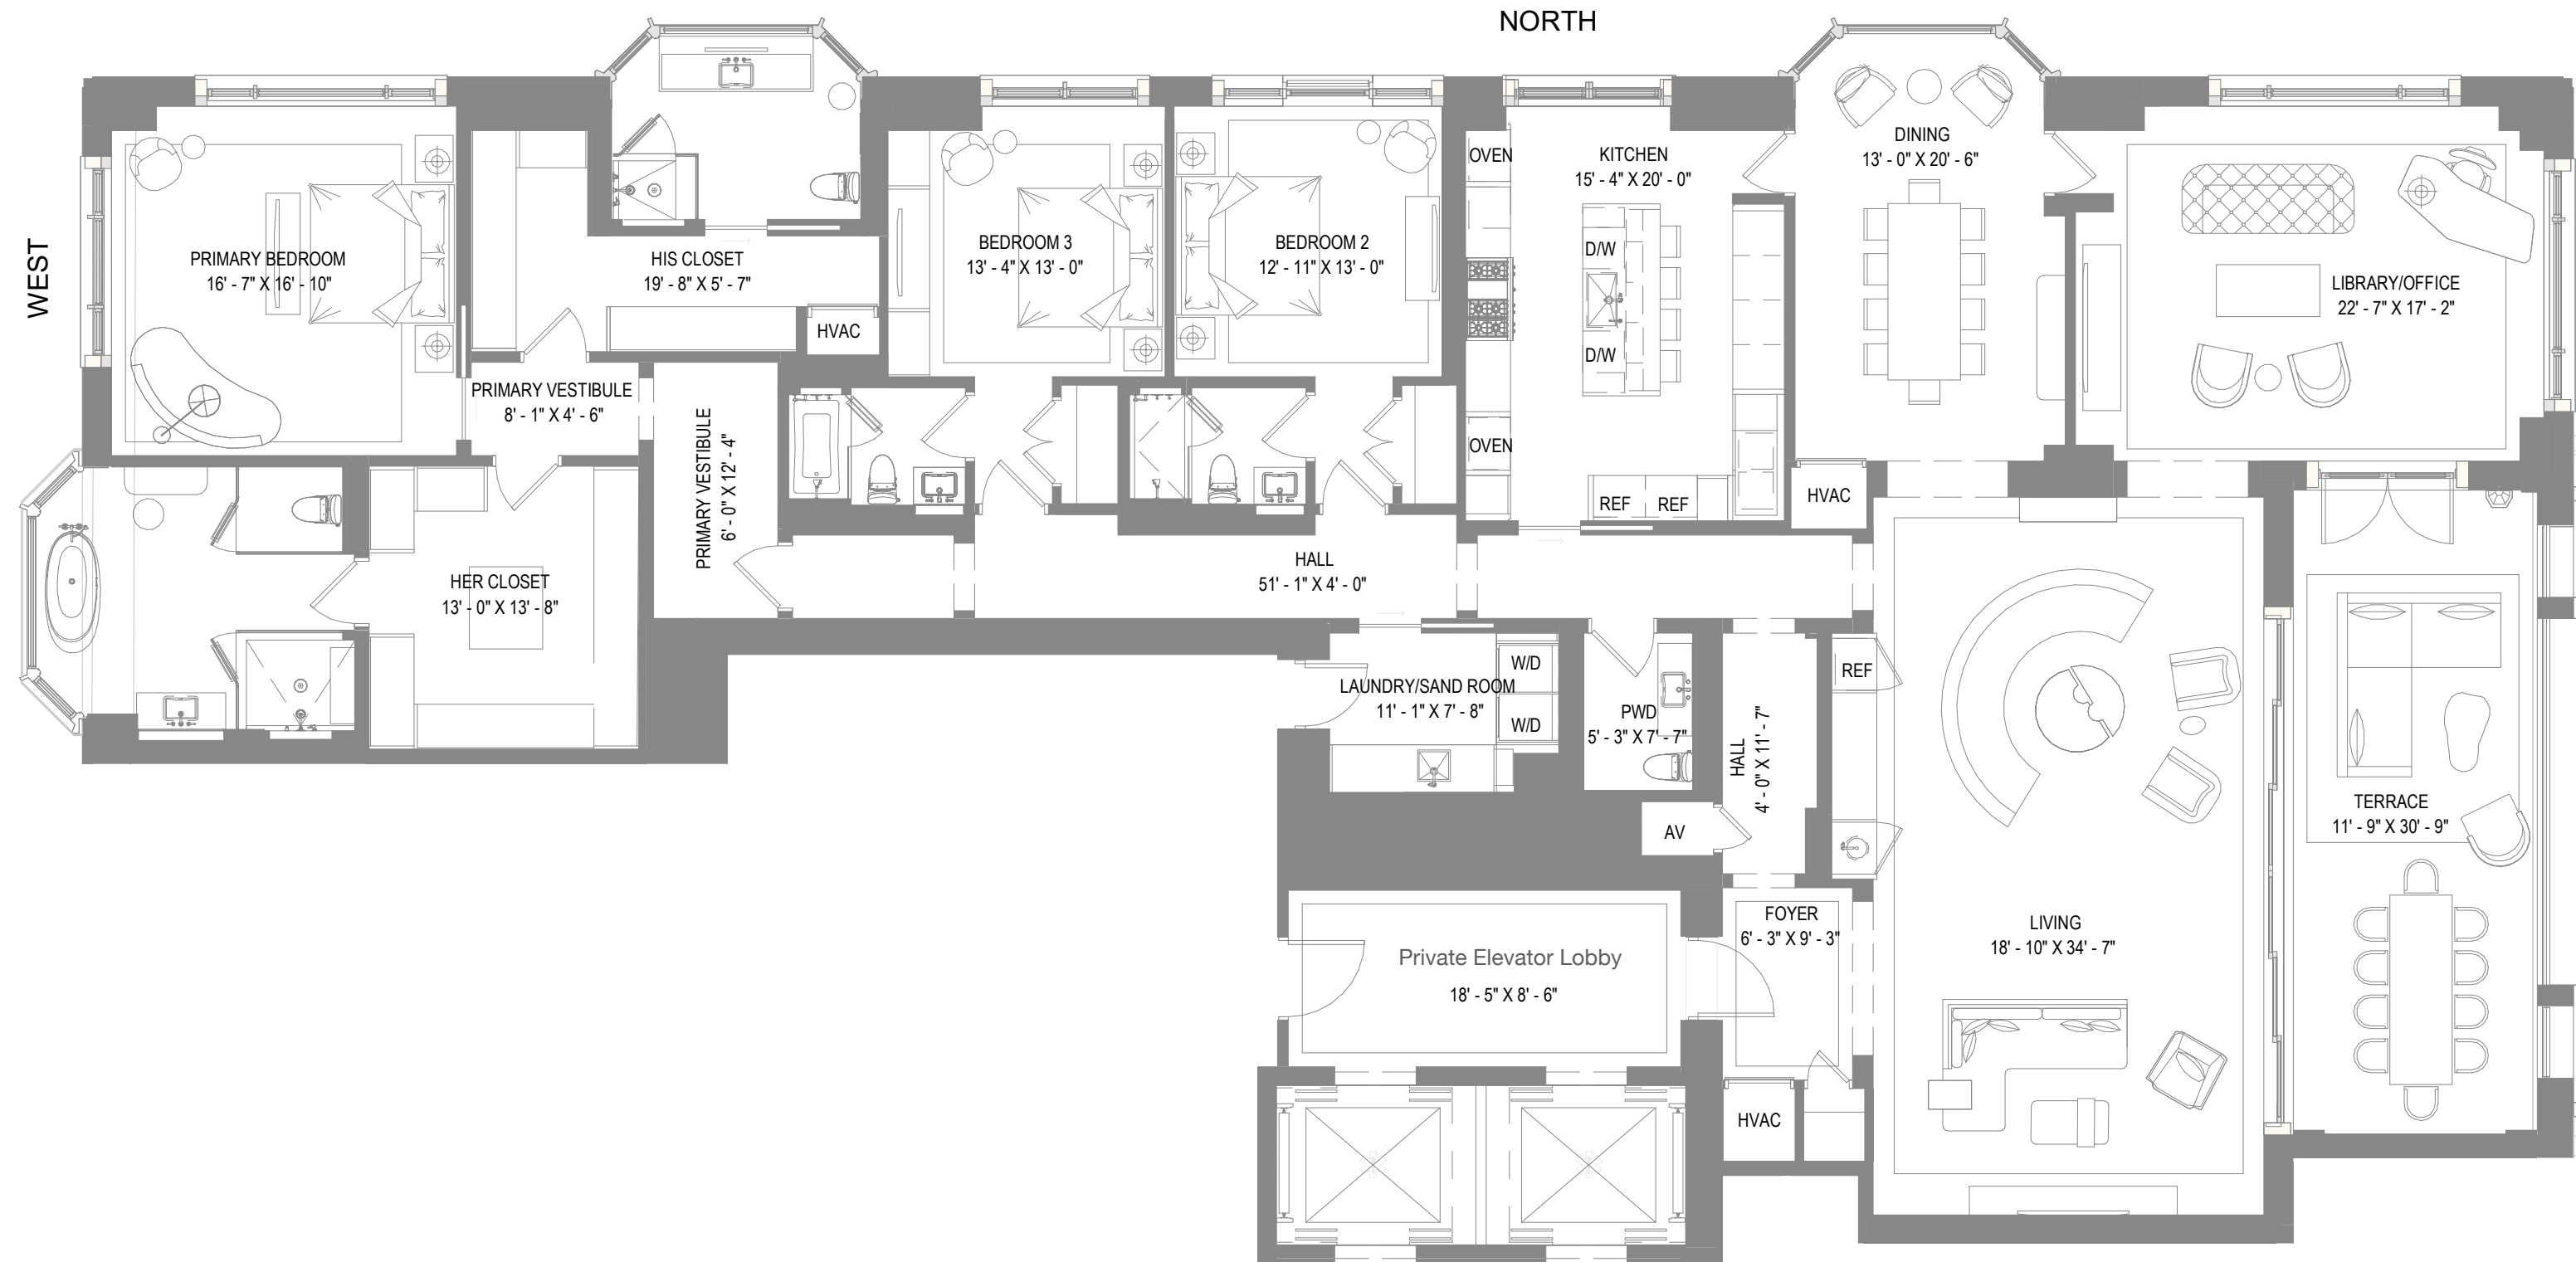 NORTH
WEST
PRIMARY BEDROOM
16' - 7" X 16' - 10"
HIS CLOSET
19' - 8" X 5' - 7"
HVAC
BEDROOM 3
13' - 4" X 13' - 0"
BEDROOM 2
12' - 11" X 13' - 0"
OVEN
KITCHEN
15' - 4" X 20' - 0"
D/W
D/W
OVEN
REF
REF
DINING
13' - 0" X 20' - 6"
HVAC
LIBRARY/OFFICE
22' - 7" X 17' - 2"
PRIMARY VESTIBULE
8' - 1" X 4' - 6"
PRIMARY VESTIBULE
6' - 0" X 12' - 4"
HER CLOSET
13' - 0" X 13' - 8"
HALL
51' - 1" X 4' - 0"
LAUNDRY/SAND ROOM
11' - 1" X 7' - 8"
W/D
W/D
PWD
5' - 3" X 7' - 7"
HALL
4' - 0" X 11' - 7"
REF
AV
TERRACE
11' - 9" X 30' - 9"
FOYER
6' - 3" X 9' - 3"
LIVING
18' - 10" X 34' - 7"
Private Elevator Lobby
18' - 5" X 8' - 6"
HVAC